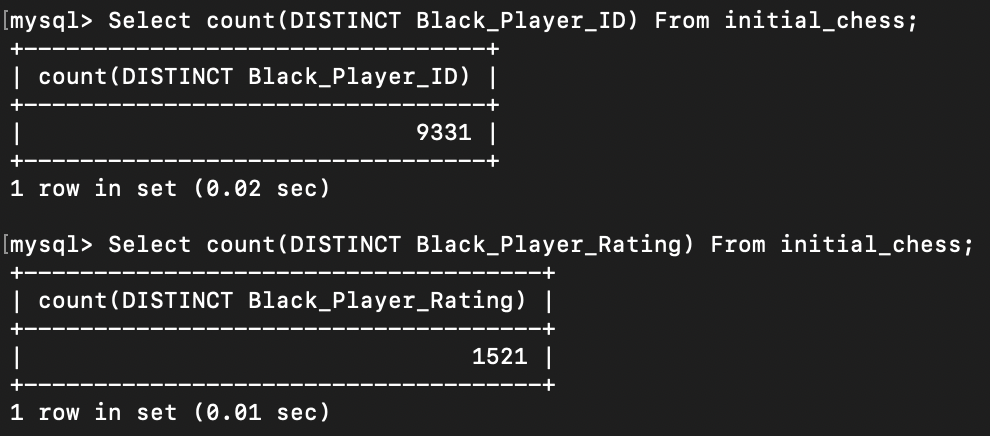 [mysql> Select count(DISTINCT Black_Player_ID) From initial_chess;
+---------------------------------+
| count(DISTINCT Black_Player_ID) |
+---------------------------------+
|                            9331 |
+---------------------------------+
1 row in set (0.02 sec)
[mysql> Select count(DISTINCT Black_Player_Rating) From initial_chess;
+-------------------------------------+
| count(DISTINCT Black_Player_Rating) |
+-------------------------------------+
|                                1521 |
+-------------------------------------+
1 row in set (0.01 sec)